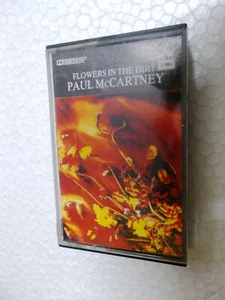 FLOWERS IN THE DIRT
PAUL McCARTNEY